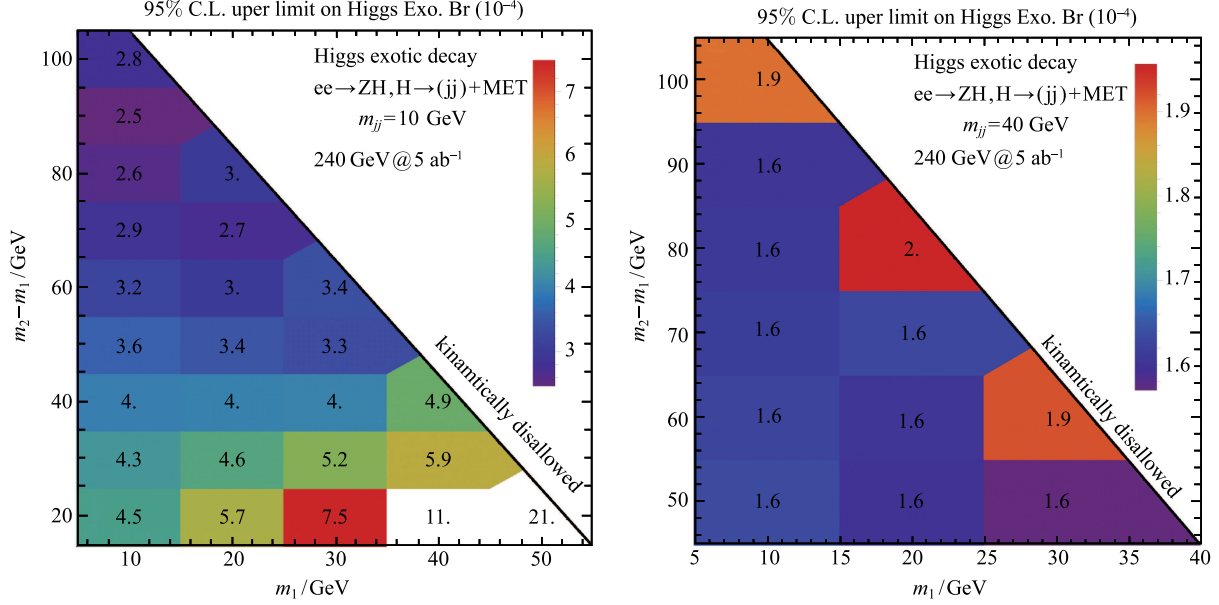 95% C.L. uper limit on Higgs Exo. Br (10⁻⁴)
Higgs exotic decay
ee→ZH, H→(jj)+MET
m_jj=10 GeV
240 GeV@5 ab⁻¹
kinamtically disallowed
m₂−m₁/GeV
100
80
60
40
20
2.8
2.5
2.6 3.
2.9 2.7
3.2 3. 3.4
3.6 3.4 3.3
4. 4. 4. 4.9
4.3 4.6 5.2 5.9
4.5 5.7 7.5 11. 21.
10 20 30 40 50
m₁/GeV
7
6
5
4
3
95% C.L. uper limit on Higgs Exo. Br (10⁻⁴)
Higgs exotic decay
ee→ZH, H→(jj)+MET
m_jj=40 GeV
240 GeV@5 ab⁻¹
kinamtically disallowed
m₂−m₁/GeV
100
90
80
70
60
50
1.9
1.6
1.6 2.
1.6 1.6
1.6 1.6 1.9
1.6 1.6 1.6
5 10 15 20 25 30 35 40
m₁/GeV
1.9
1.8
1.7
1.6